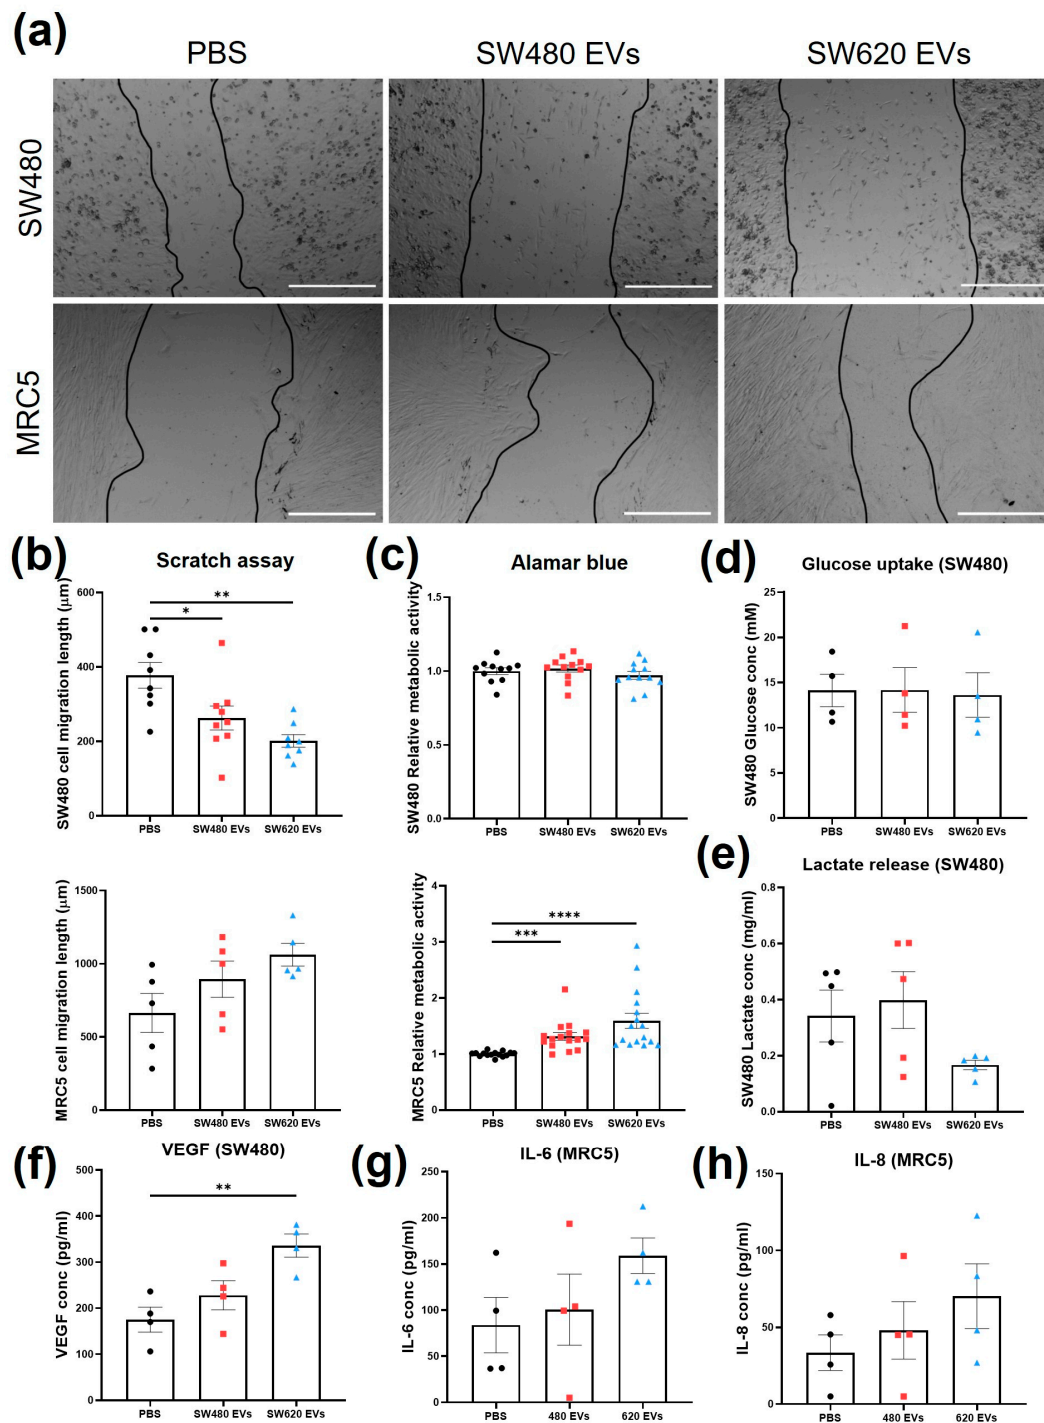 (a)
PBS
SW480 EVs
SW620 EVs
SW480
MRC5
(b)
Scratch assay
SW480 cell migration length (μm)
600
400
200
0
**
*
PBS
SW480 EVs
SW620 EVs
MRC5 cell migration length (μm)
1500
1000
500
0
PBS
SW480 EVs
SW620 EVs
(c)
Alamar blue
SW480 Relative metabolic activity
1.5
1.0
0.5
0.0
PBS
SW480 EVs
SW620 EVs
MRC5 Relative metabolic activity
4
3
2
1
0
****
***
PBS
SW480 EVs
SW620 EVs
(d)
Glucose uptake (SW480)
SW480 Glucose conc (mM)
25
20
15
10
5
0
PBS
SW480 EVs
SW620 EVs
(e)
Lactate release (SW480)
SW480 Lactate conc (mg/ml)
0.8
0.6
0.4
0.2
0.0
PBS
SW480 EVs
SW620 EVs
(f)
VEGF (SW480)
VEGF conc (pg/ml)
500
400
300
200
100
0
**
PBS
SW480 EVs
SW620 EVs
(g)
IL-6 (MRC5)
IL-6 conc (pg/ml)
250
200
150
100
50
0
PBS
480 EVs
620 EVs
(h)
IL-8 (MRC5)
IL-8 conc (pg/ml)
150
100
50
0
PBS
480 EVs
620 EVs